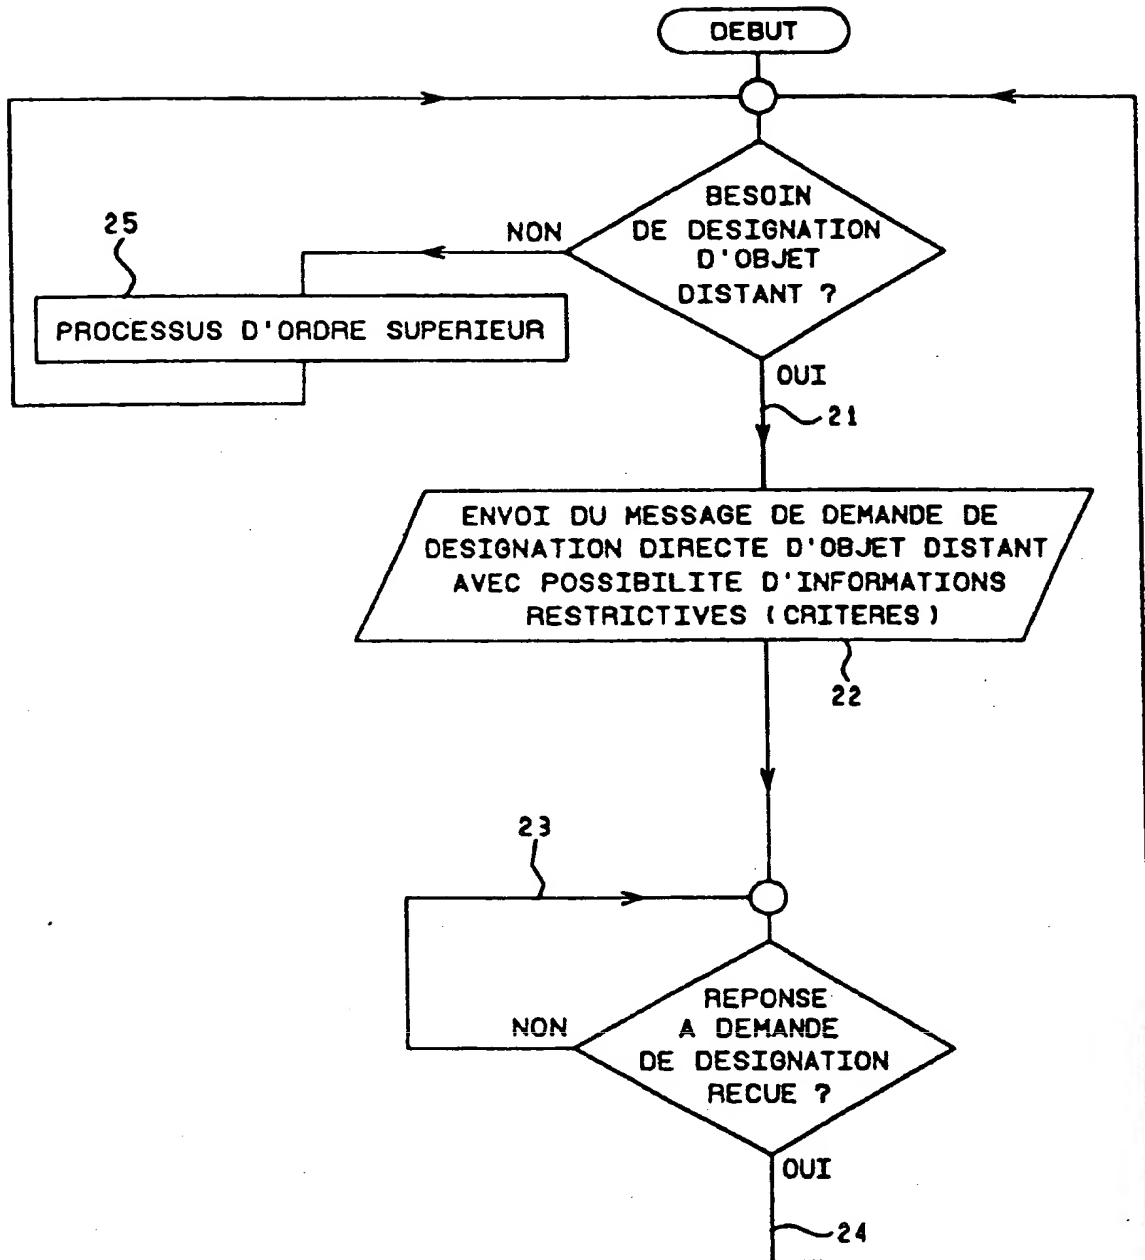 DEBUT
BESOIN
DE DESIGNATION
D'OBJET
DISTANT ?
NON
25
PROCESSUS D'ORDRE SUPERIEUR
OUI
21
ENVOI DU MESSAGE DE DEMANDE DE
DESIGNATION DIRECTE D'OBJET DISTANT
AVEC POSSIBILITE D'INFORMATIONS
RESTRICTIVES (CRITERES)
22
23
REPONSE
A DEMANDE
DE DESIGNATION
RECUE ?
NON
OUI
24